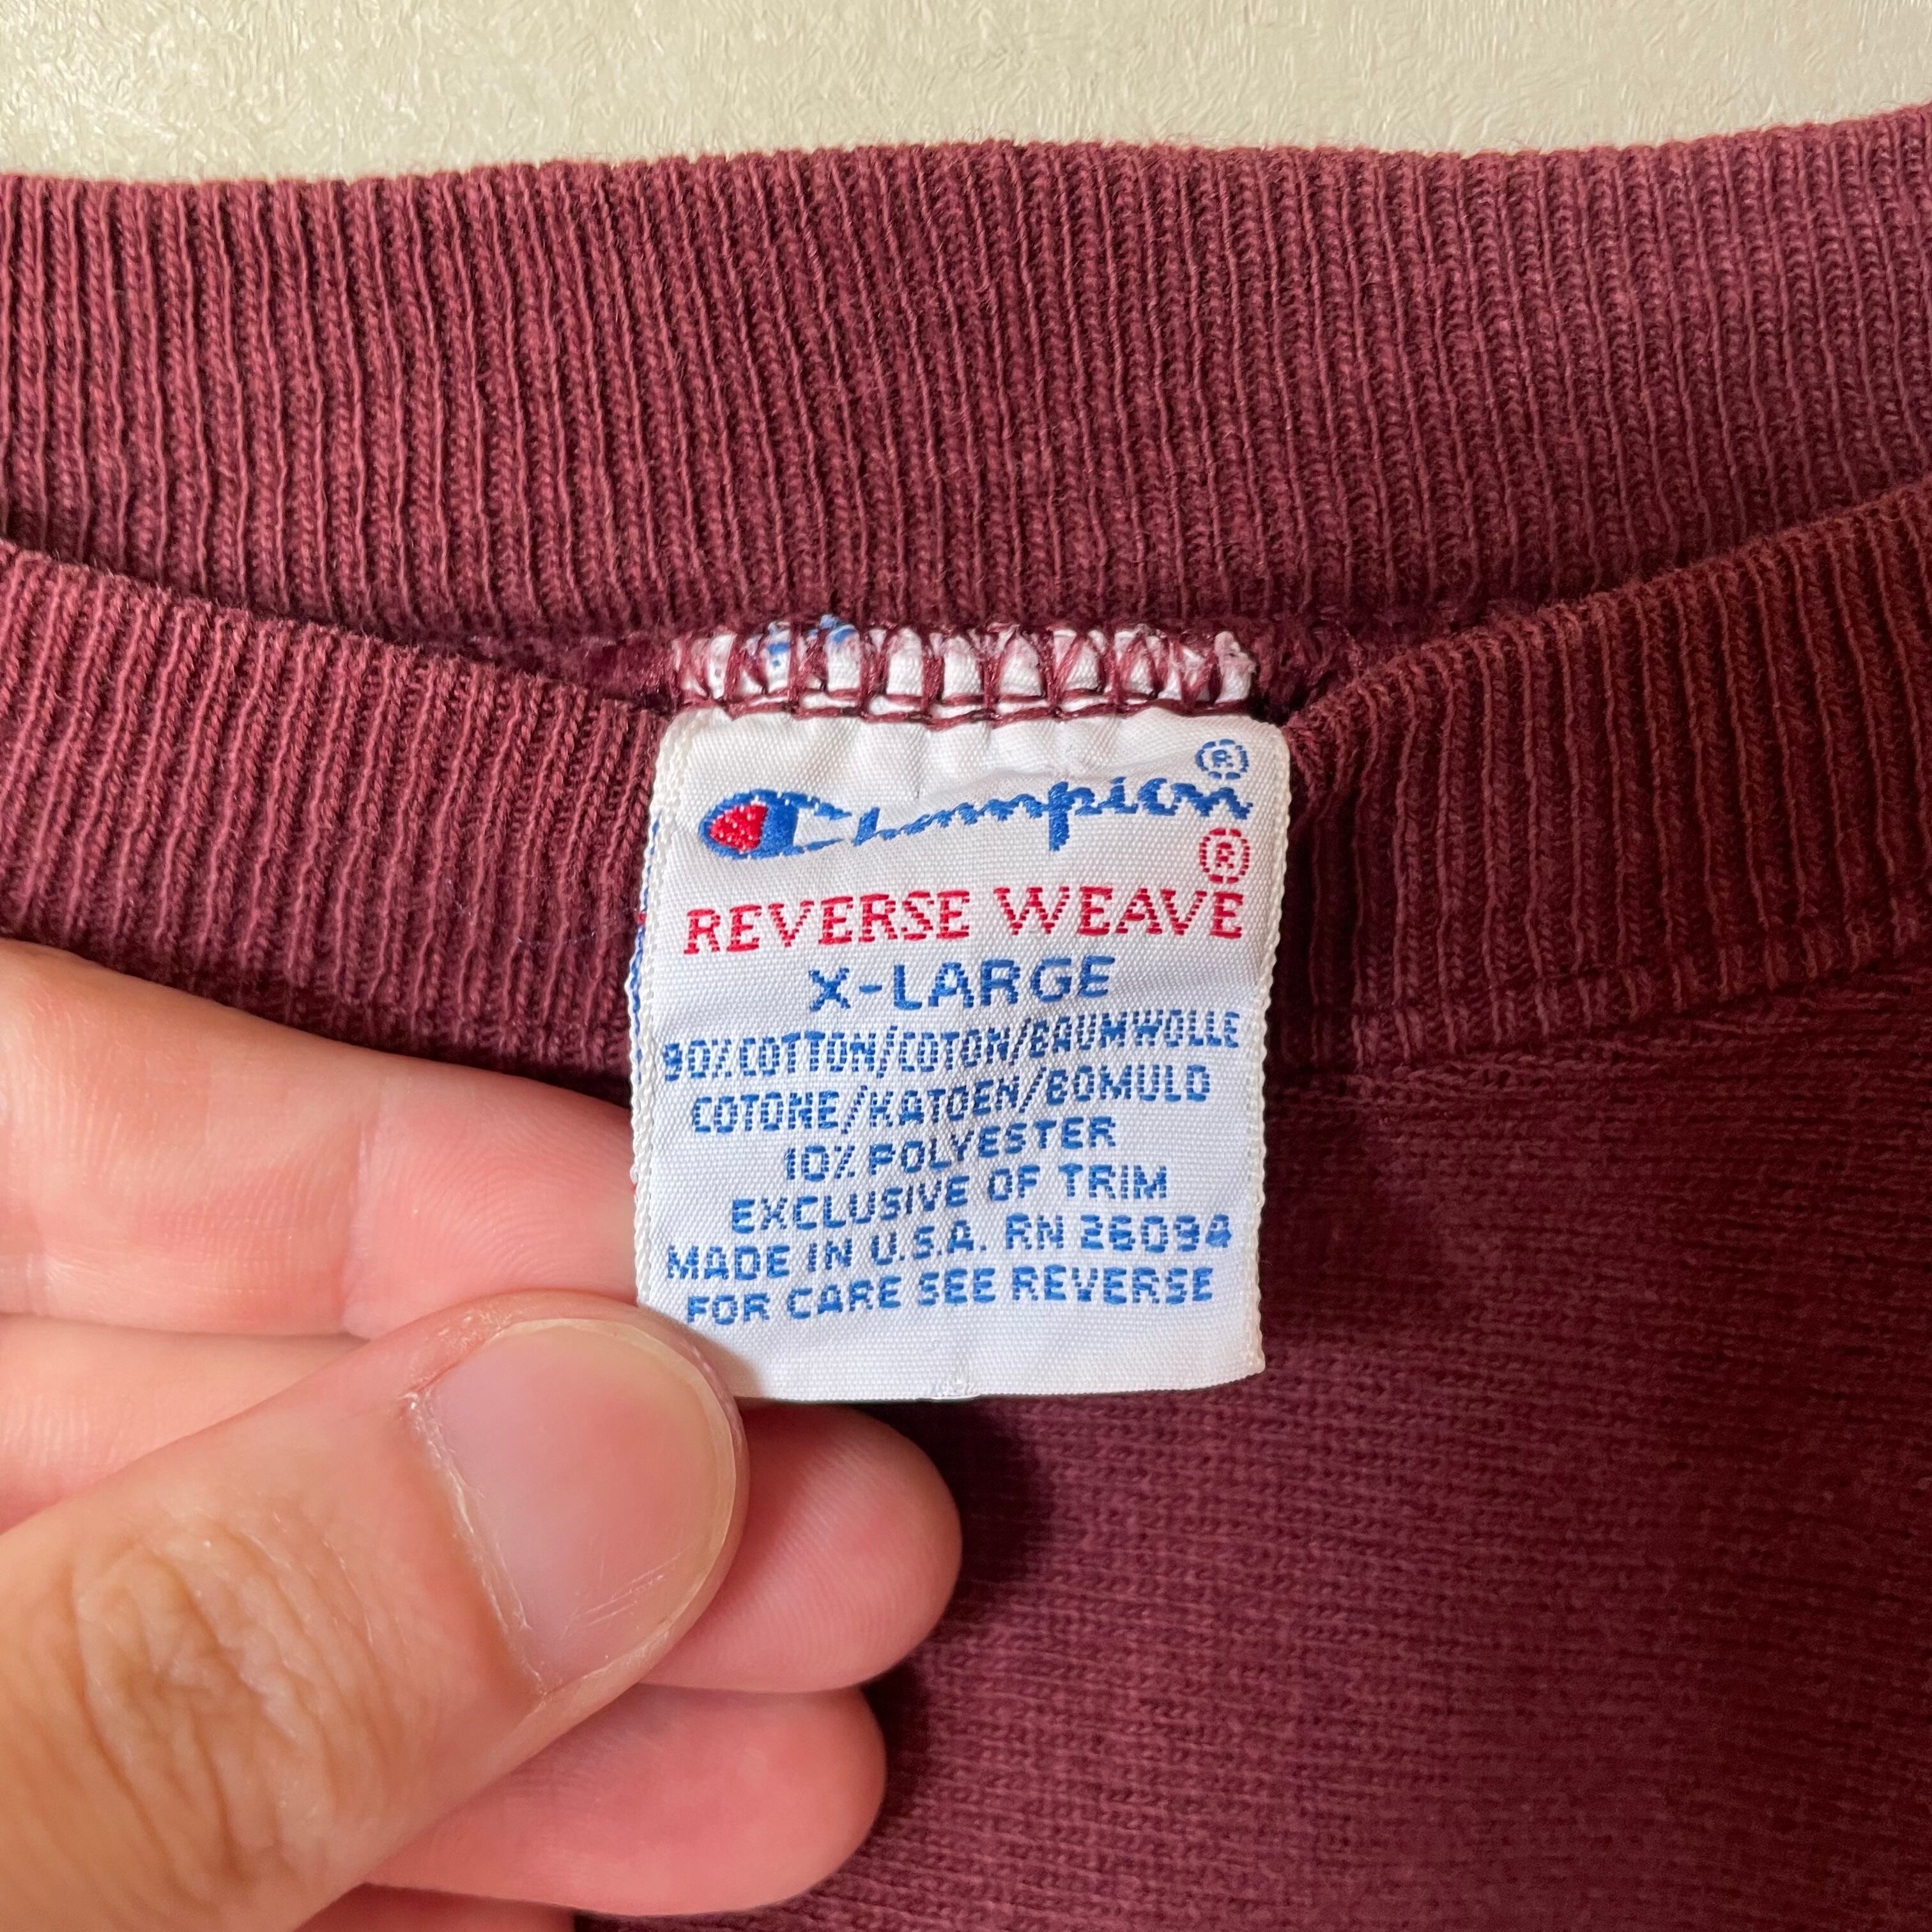 Champion®
®
REVERSE WEAVE
X-LARGE
90% COTTON/COTON/BAUMWOLLE
COTONE/KATOEN/BOMULD
10% POLYESTER
EXCLUSIVE OF TRIM
MADE IN U.S.A. RN 26094
FOR CARE SEE REVERSE